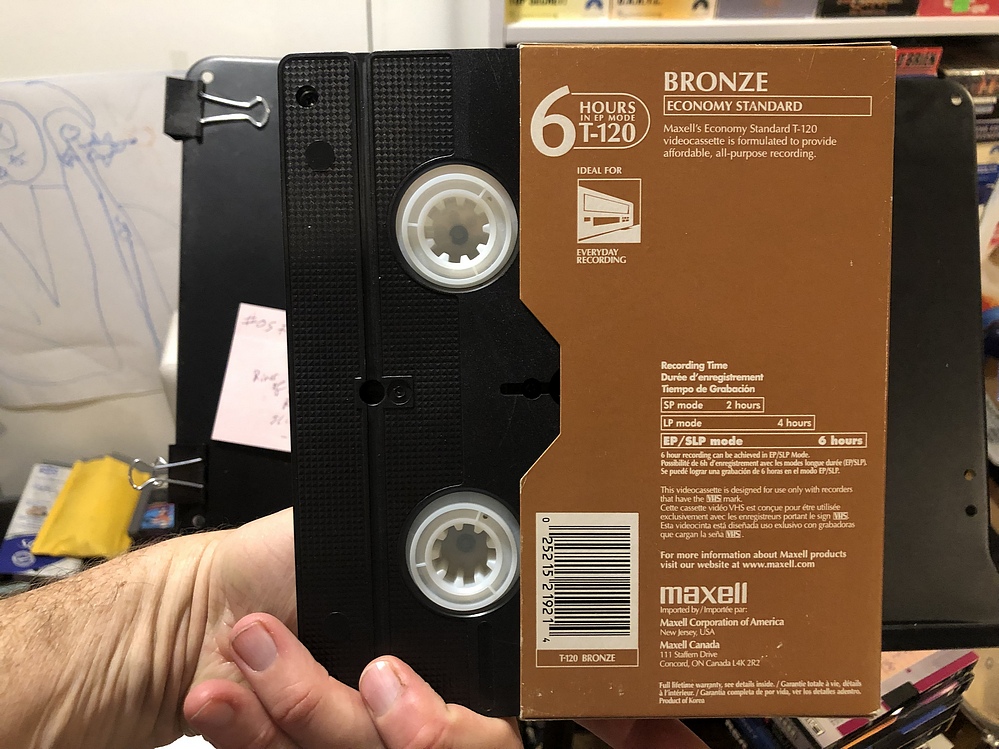 BRONZE
ECONOMY STANDARD
Maxell's Economy Standard T-120
videocassette is formulated to provide
affordable, all-purpose recording.
6 HOURS
IN EP MODE
T-120
IDEAL FOR
EVERYDAY
RECORDING
Recording Time
Durée d'enregistrement
Tiempo de Grabación
SP mode 2 hours
LP mode 4 hours
EP/SLP mode 6 hours
6 hour recording can be achieved in EP/SLP Mode.
Possibilité de 6h d'enregistrement avec les modes longue durée (EP/SLP).
Se puedé lograr una grabación de 6 horas en el modo EP/SLP.
This videocassette is designed for use only with recorders
that have the VHS mark.
Cette cassette vidéo VHS est conçue pour éte utilisée
exclusivement avec les enregistreurs portant le sign VHS.
Esta videocinta está diseñada uso exlusivo con grabadoras
que cargan la seña VHS.
For more information about Maxell products
visit our website at www.maxell.com
maxell
Imported by / Importée par:
Maxell Corporation of America
New Jersey, USA
Maxell Canada
111 Staffern Drive
Concord, ON Canada L4K 2R2
Full lifetime warranty, see details inside. / Garantie totale à vie, détails
à l'intérieur. / Garantia completa de por vida, ver los detalles adentro.
Product of Korea
0 25215 21921 4
T-120 BRONZE